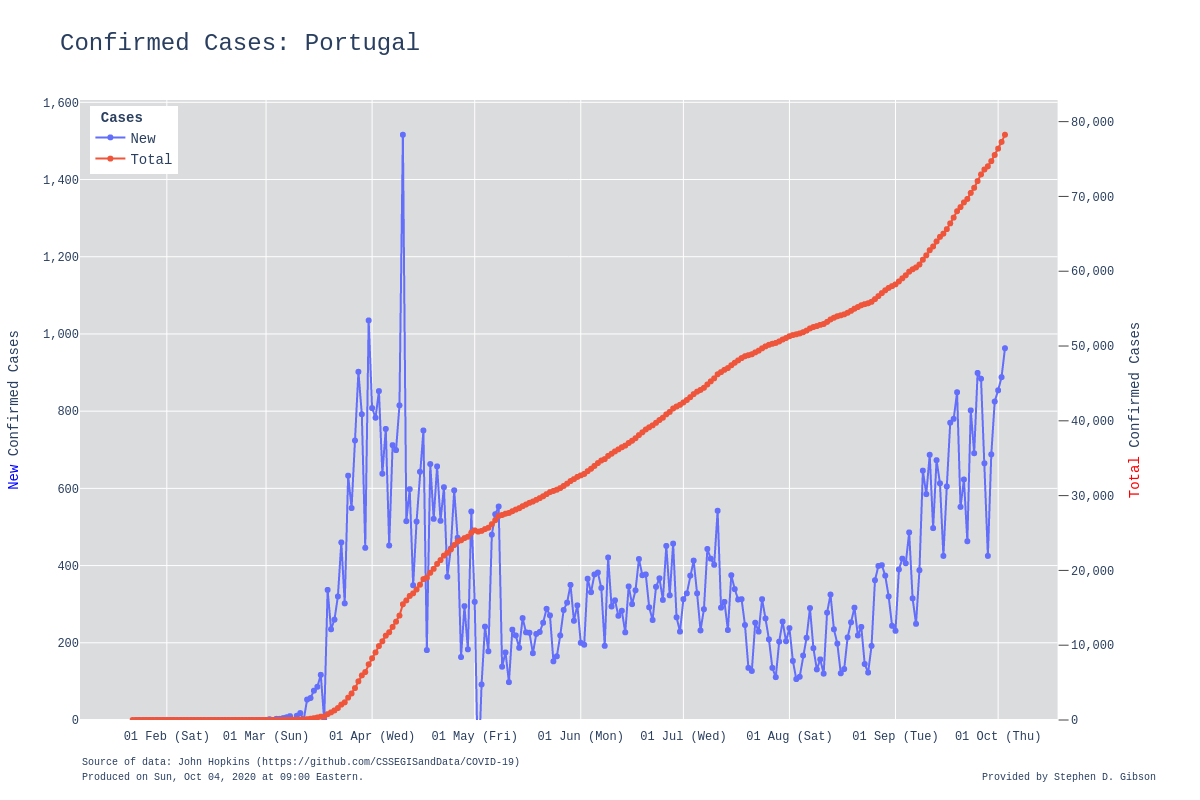 Confirmed Cases: Portugal
Cases
New
Total
1,600
1,400
1,200
1,000
800
600
400
200
0
80,000
70,000
60,000
50,000
40,000
30,000
20,000
10,000
0
New Confirmed Cases
Total Confirmed Cases
01 Feb (Sat) 01 Mar (Sun) 01 Apr (Wed) 01 May (Fri) 01 Jun (Mon) 01 Jul (Wed) 01 Aug (Sat) 01 Sep (Tue) 01 Oct (Thu)
Source of data: John Hopkins (https://github.com/CSSEGISandData/COVID-19)
Produced on Sun, Oct 04, 2020 at 09:00 Eastern.
Provided by Stephen D. Gibson